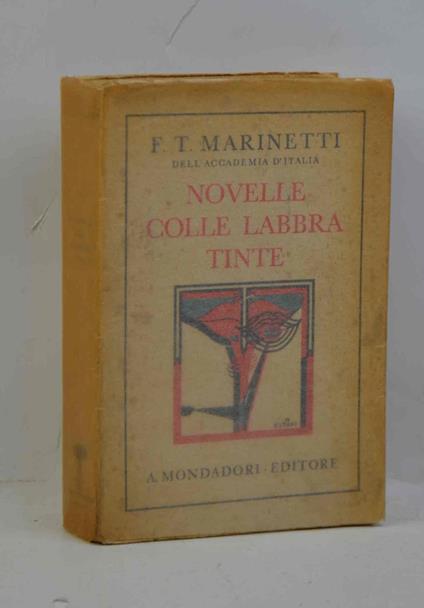 F. T. MARINETTI
DELL'ACCADEMIA D'ITALIA
NOVELLE
COLLE LABBRA
TINTE
A. MONDADORI · EDITORE